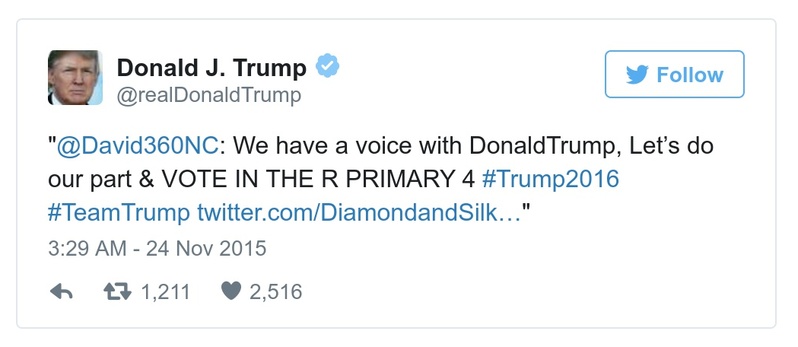 Donald J. Trump
@realDonaldTrump
Follow
"@David360NC: We have a voice with DonaldTrump, Let’s do
our part & VOTE IN THE R PRIMARY 4 #Trump2016
#TeamTrump twitter.com/DiamondandSilk…"
3:29 AM - 24 Nov 2015
1,211 2,516